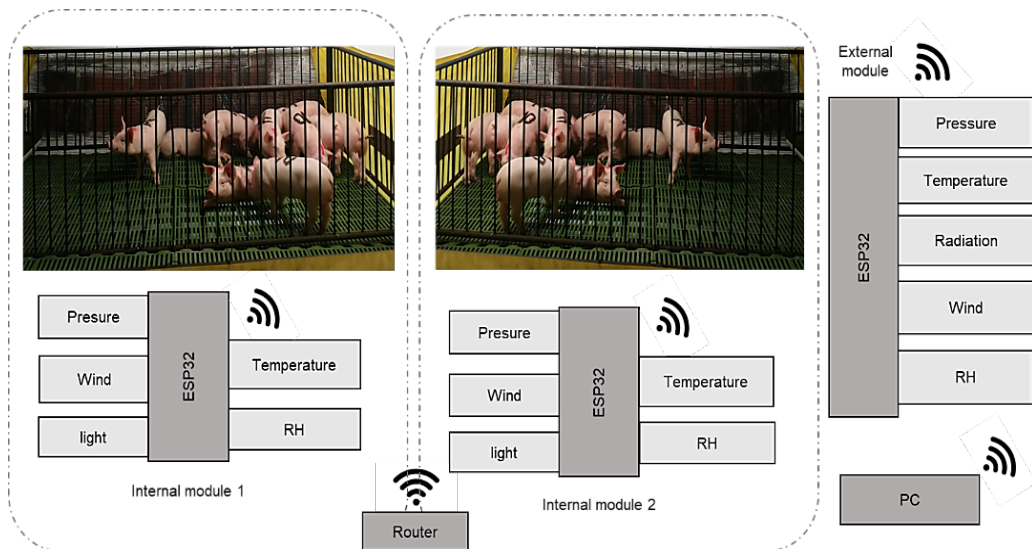 Presure
Wind
light
ESP32
Temperature
RH
Internal module 1
Presure
Wind
light
ESP32
Temperature
RH
Internal module 2
Router
External
module
ESP32
Pressure
Temperature
Radiation
Wind
RH
PC